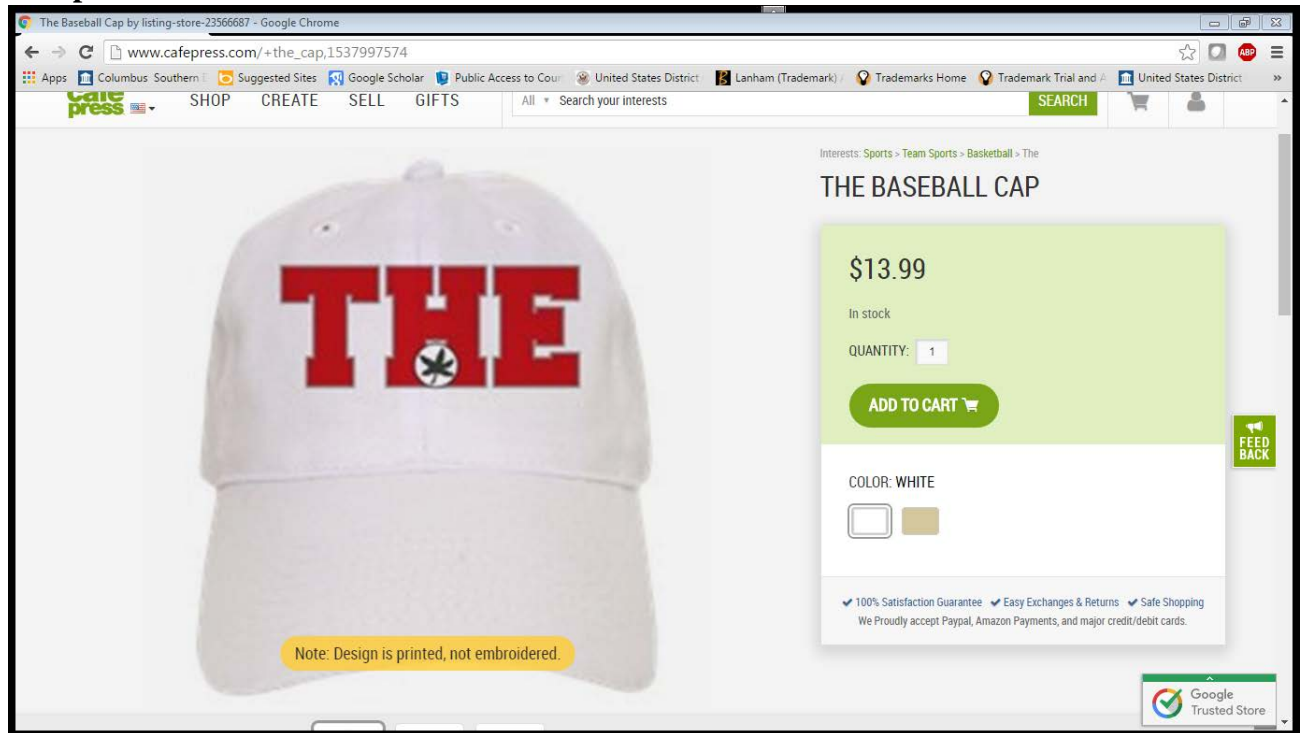 The Baseball Cap by listing-store-23566687 - Google Chrome
www.cafepress.com/+the_cap,1537997574
ABP
Apps Columbus Southern Suggested Sites Google Scholar Public Access to Cour United States District Lanham (Trademark) Trademarks Home Trademark Trial and A United States District »
Cafe
press SHOP CREATE SELL GIFTS All Search your interests SEARCH
Interests: Sports > Team Sports > Basketball > The
THE BASEBALL CAP
THE
$13.99
In stock
QUANTITY: 1
ADD TO CART
FEED
BACK
COLOR: WHITE
100% Satisfaction Guarantee Easy Exchanges & Returns Safe Shopping
We Proudly accept Paypal, Amazon Payments, and major credit/debit cards.
Note: Design is printed, not embroidered.
Google
Trusted Store